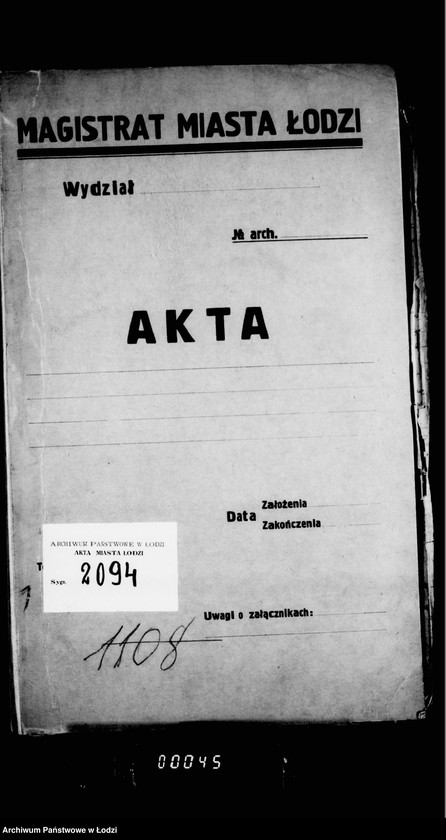 MAGISTRAT MIASTA ŁODZI
Wydział
№ arch.
AKTA
Data Założenia
Zakończenia
ARCHIWUM PAŃSTWOWE W ŁODZI
AKTA MIASTA ŁODZI
Sygn. 2094
Uwagi o załącznikach:
1108
00045
Archiwum Państwowe w Łodzi